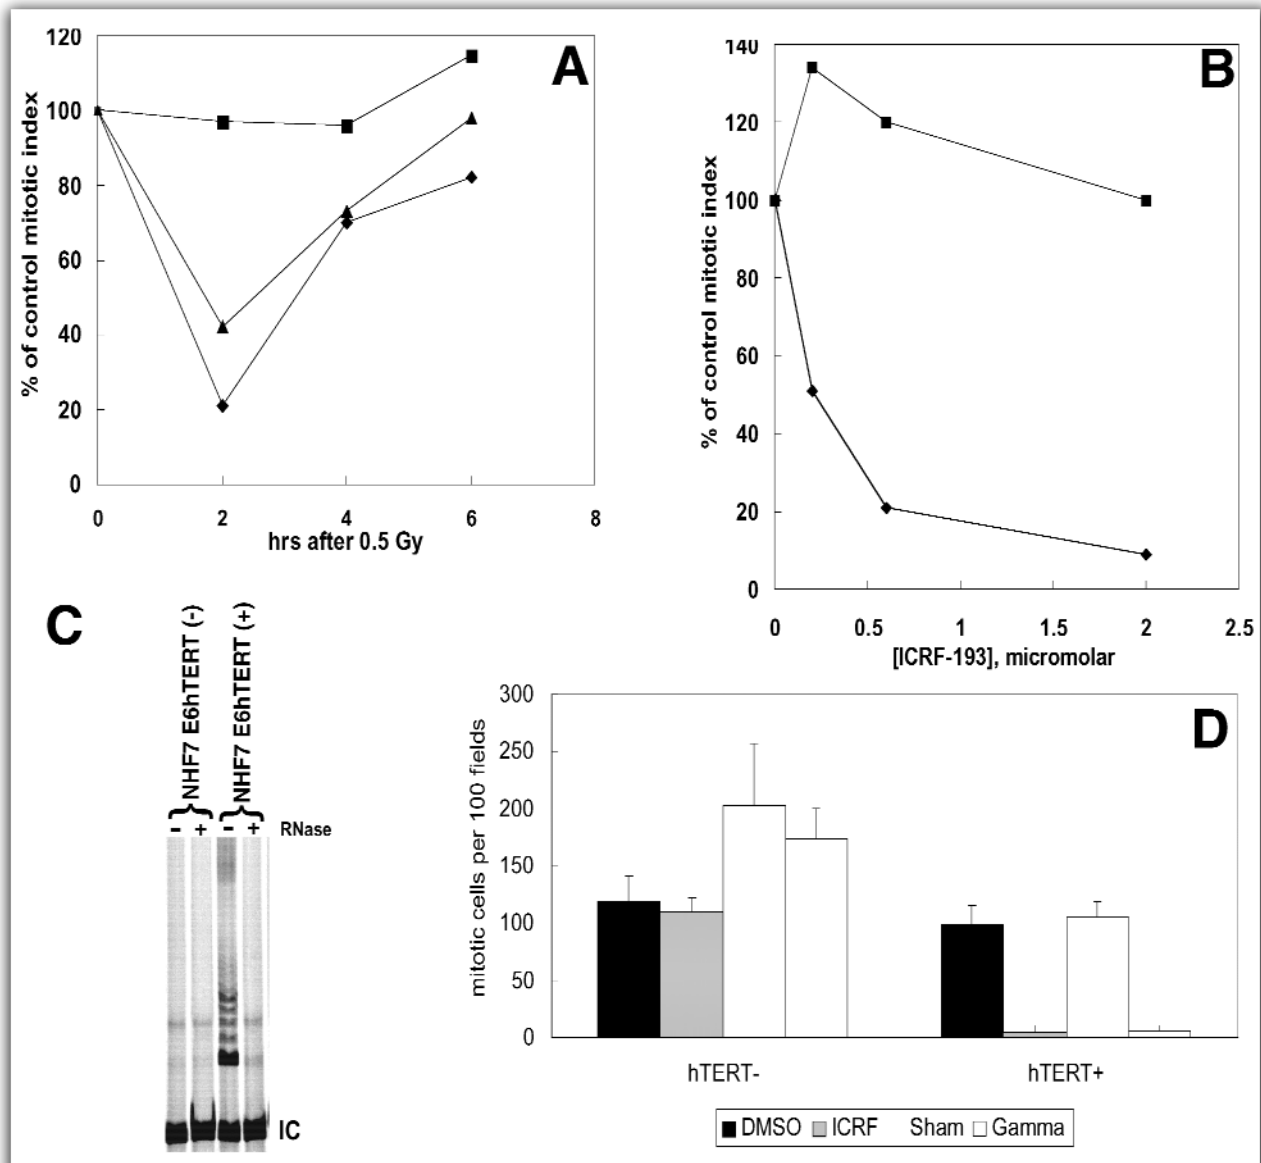 A
% of control mitotic index
120
100
80
60
40
20
0
0 2 4 6 8
hrs after 0.5 Gy
B
% of control mitotic index
140
120
100
80
60
40
20
0
0 0.5 1 1.5 2 2.5
[ICRF-193], micromolar
C
NHF7 E6hTERT (-)
NHF7 E6hTERT (+)
- + - + RNase
IC
D
mitotic cells per 100 fields
300
250
200
150
100
50
0
hTERT- hTERT+
DMSO ICRF Sham Gamma